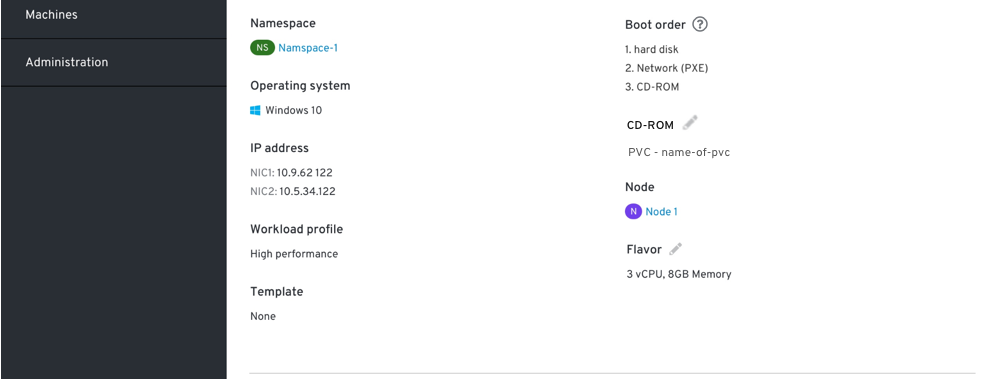 Machines
Administration
Namespace
NS Namspace-1
Operating system
Windows 10
IP address
NIC1: 10.9.62 122
NIC2: 10.5.34.122
Workload profile
High performance
Template
None
Boot order ?
1. hard disk
2. Network (PXE)
3. CD-ROM
CD-ROM
PVC - name-of-pvc
Node
N Node 1
Flavor
3 vCPU, 8GB Memory